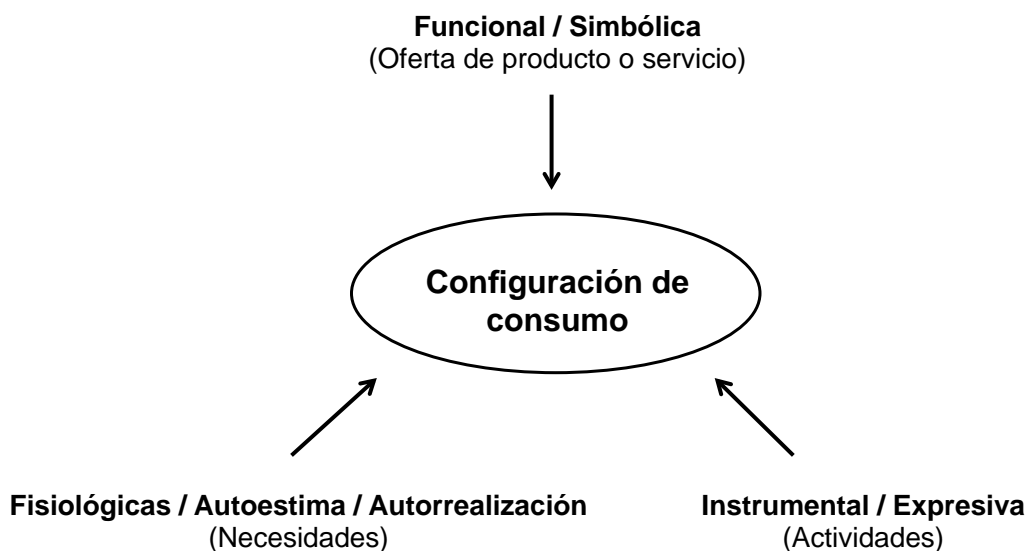 Funcional / Simbólica
(Oferta de producto o servicio)
Configuración de
consumo
Fisiológicas / Autoestima / Autorrealización
(Necesidades)
Instrumental / Expresiva
(Actividades)